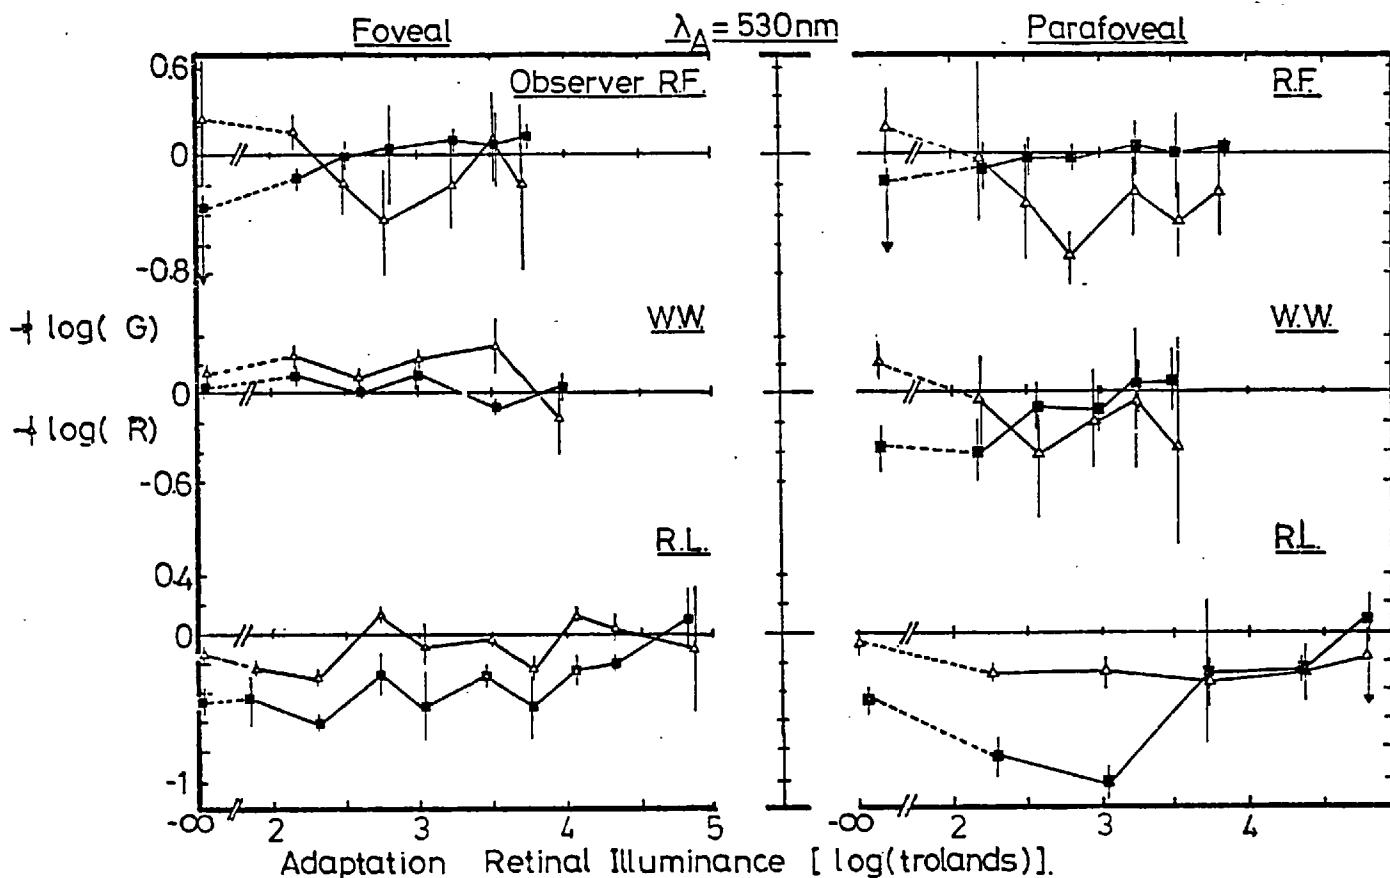 Foveal
λA = 530nm
Parafoveal
0.6
Observer R.F.
R.F.
0
-0.8
log( G)
W.W.
W.W.
0
log( R)
-0.6
R.L.
R.L.
0.4
0
-1
-∞ 2 3 4 5
-∞ 2 3 4
Adaptation Retinal Illuminance [ log(trolands)].